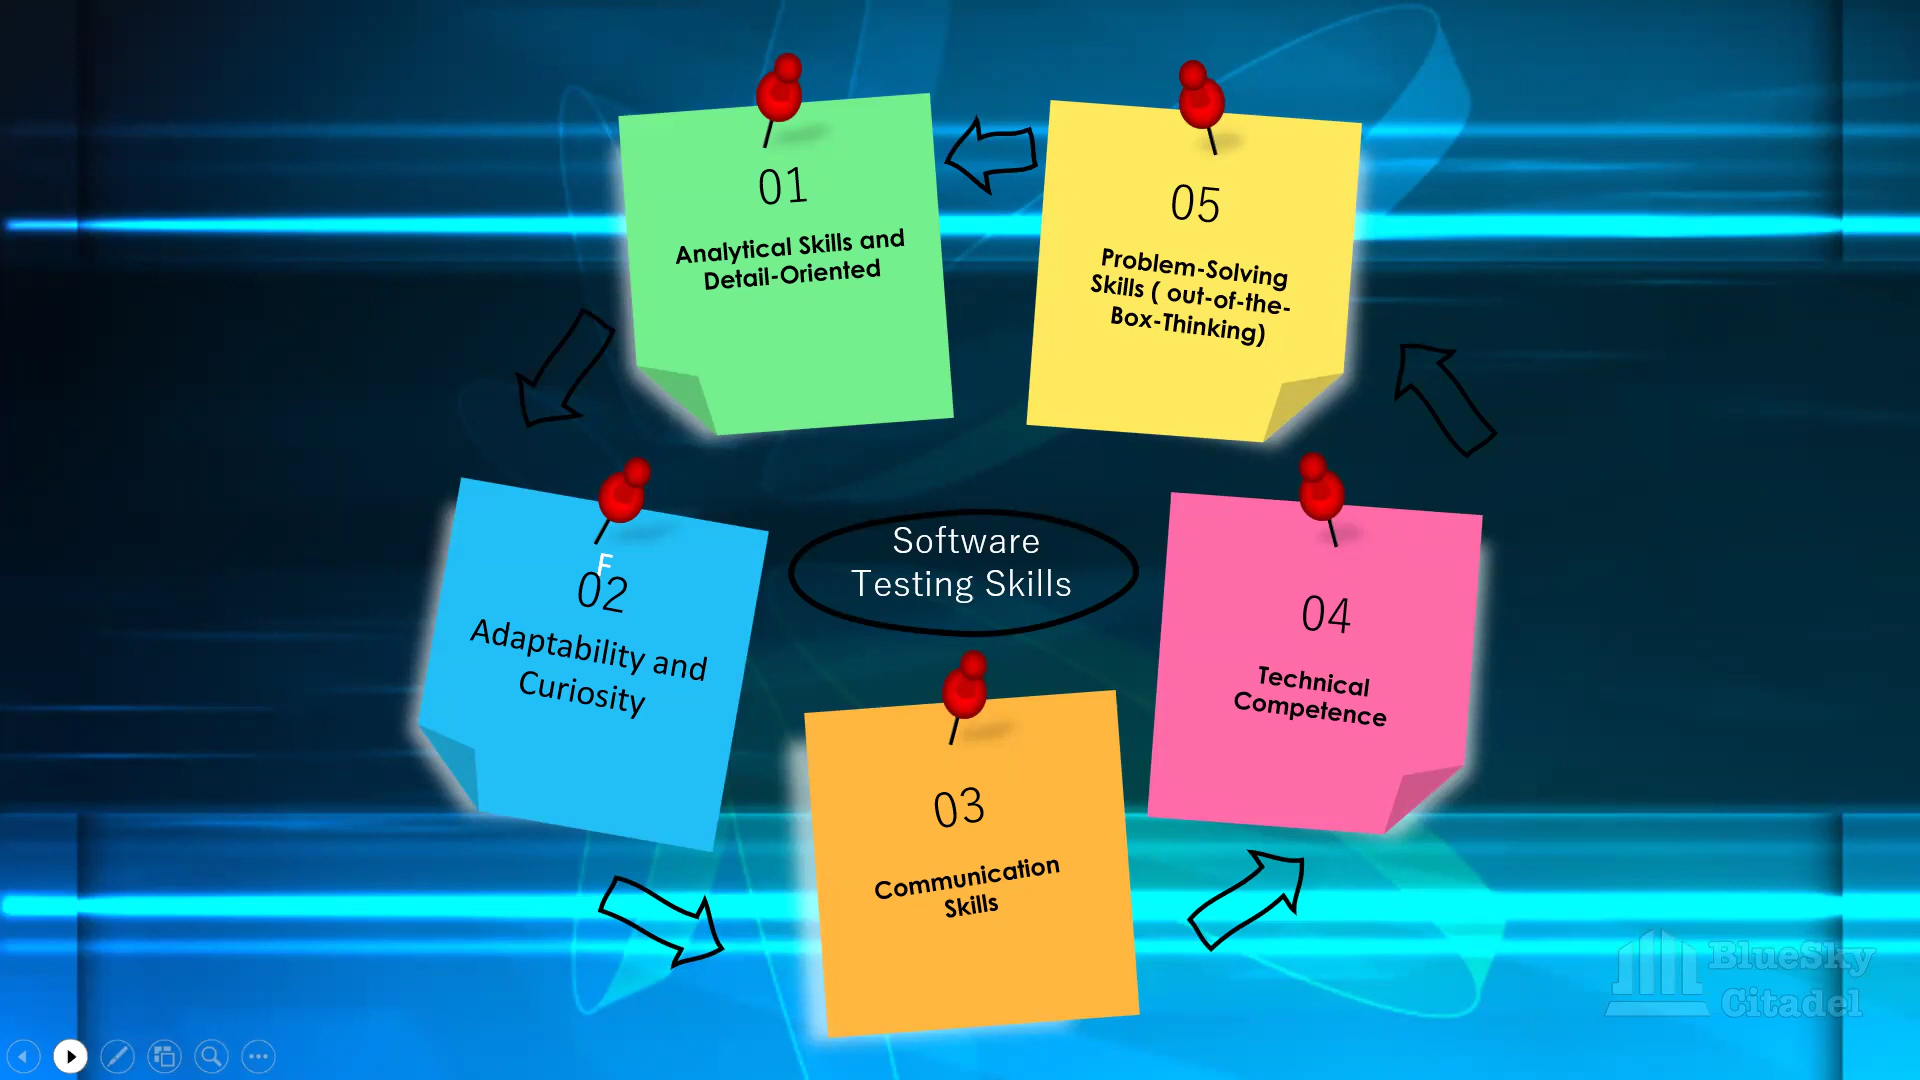 01
Analytical Skills and
Detail-Oriented
05
Problem-Solving
Skills ( out-of-the-
Box-Thinking)
F
02
Adaptability and
Curiosity
Software
Testing Skills
04
Technical
Competence
03
Communication
Skills
BlueSky
Citadel